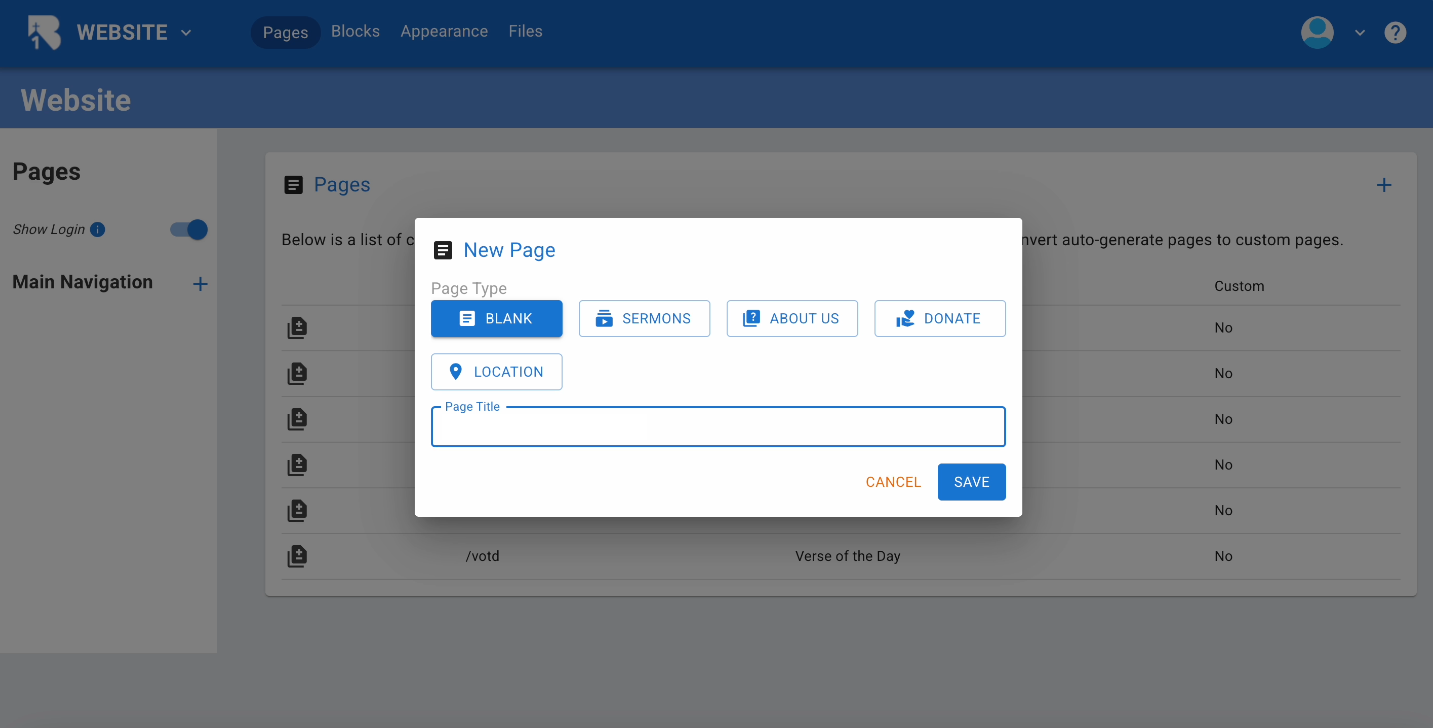 WEBSITE
Pages Blocks Appearance Files
Website
Pages
Show Login
Main Navigation
Pages
Below is a list of c
nvert auto-generate pages to custom pages.
Custom
No
No
No
No
No
/votd Verse of the Day No
New Page
Page Type
BLANK SERMONS ABOUT US DONATE
LOCATION
Page Title
CANCEL SAVE